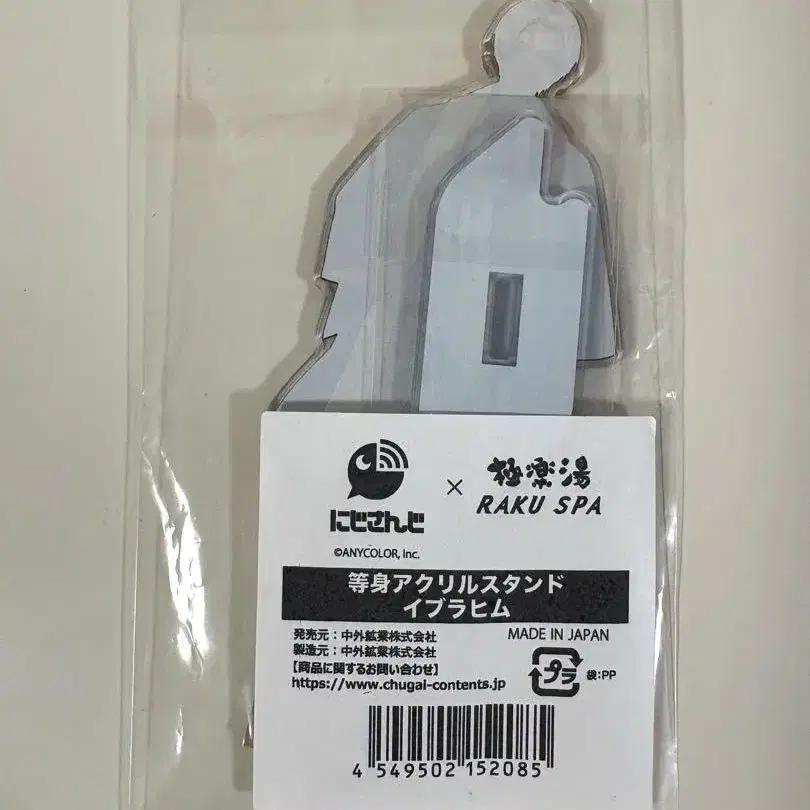 にじさんじ
×
極楽湯
RAKU SPA
©ANYCOLOR, Inc.
等身アクリルスタンド
イブラヒム
発売元：中外鉱業株式会社
製造元：中外鉱業株式会社
【商品に関するお問い合わせ】
https://www.chugai-contents.jp
MADE IN JAPAN
プラ
袋:PP
4 549502 152085